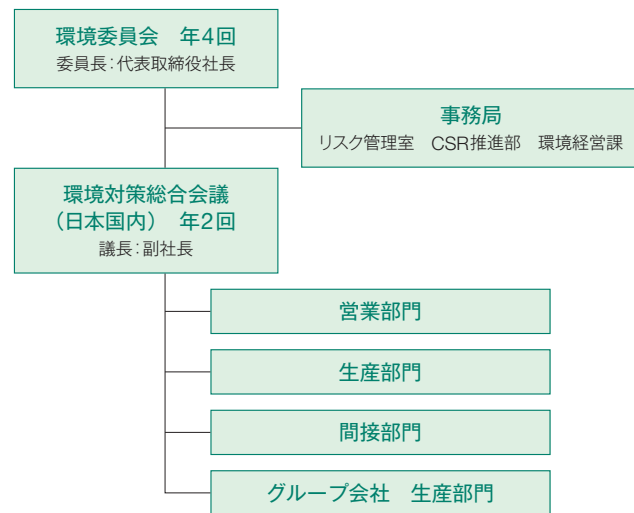 環境委員会　年4回
委員長：代表取締役社長
事務局
リスク管理室　CSR推進部　環境経営課
環境対策総合会議
（日本国内）　年2回
議長：副社長
営業部門
生産部門
間接部門
グループ会社　生産部門